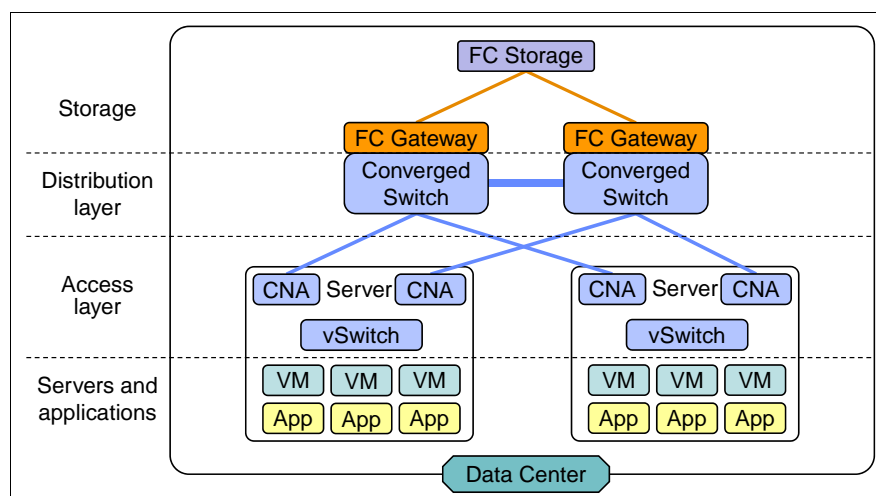 FC Storage
Storage
FC Gateway FC Gateway
Distribution
layer
Converged
Switch
Converged
Switch
Access
layer
CNA Server CNA
CNA Server CNA
vSwitch
vSwitch
Servers and
applications
VM VM VM
VM VM VM
App App App
App App App
Data Center